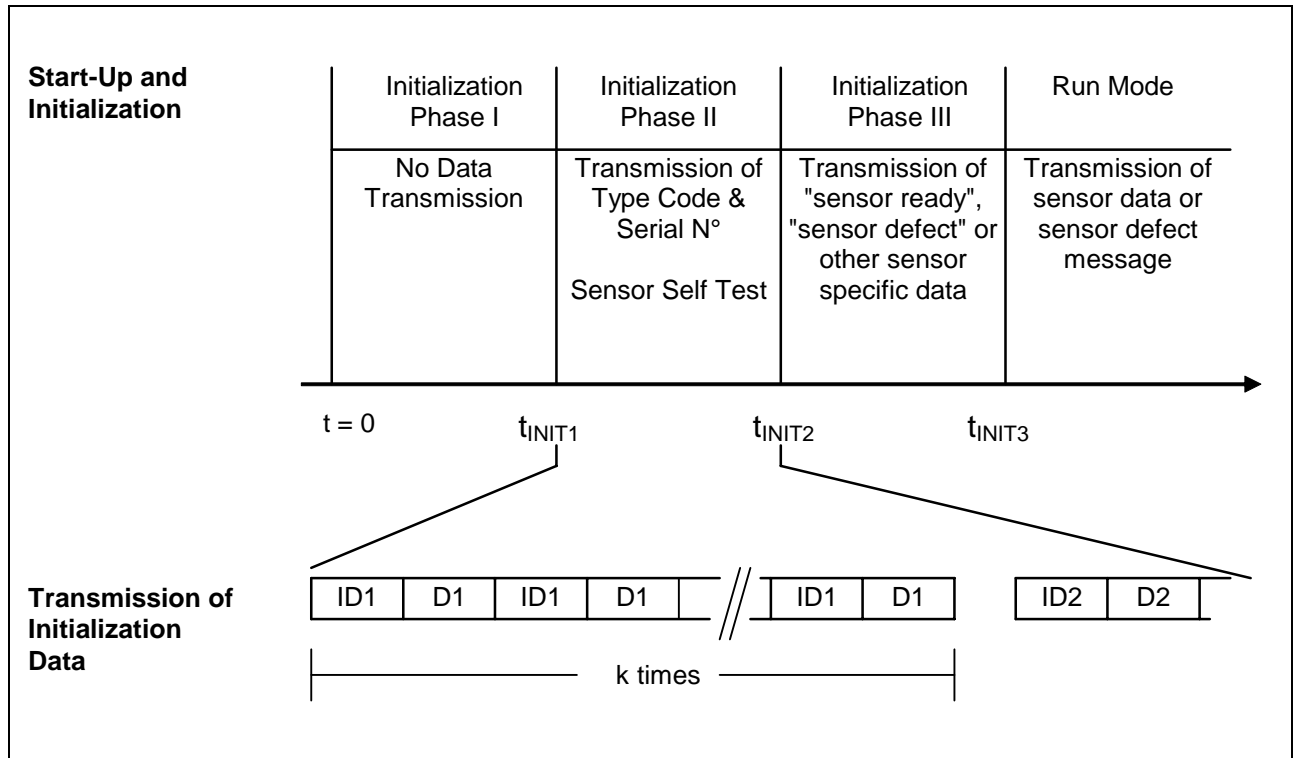 Start-Up and
Initialization
Initialization
Phase I
Initialization
Phase II
Initialization
Phase III
Run Mode
No Data
Transmission
Transmission of
Type Code &
Serial N°
Sensor Self Test
Transmission of
"sensor ready",
"sensor defect" or
other sensor
specific data
Transmission of
sensor data or
sensor defect
message
t = 0
tINIT1
tINIT2
tINIT3
Transmission of
Initialization
Data
ID1 D1 ID1 D1 ID1 D1 ID2 D2
k times